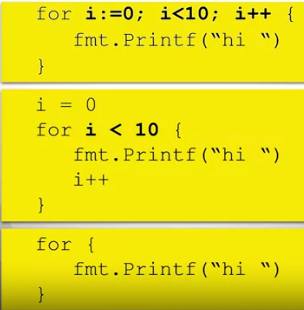 for i:=0; i<10; i++ {
fmt.Printf(“hi “)
}
i = 0
for i < 10 {
fmt.Printf(“hi “)
i++
}
for {
fmt.Printf(“hi “)
}